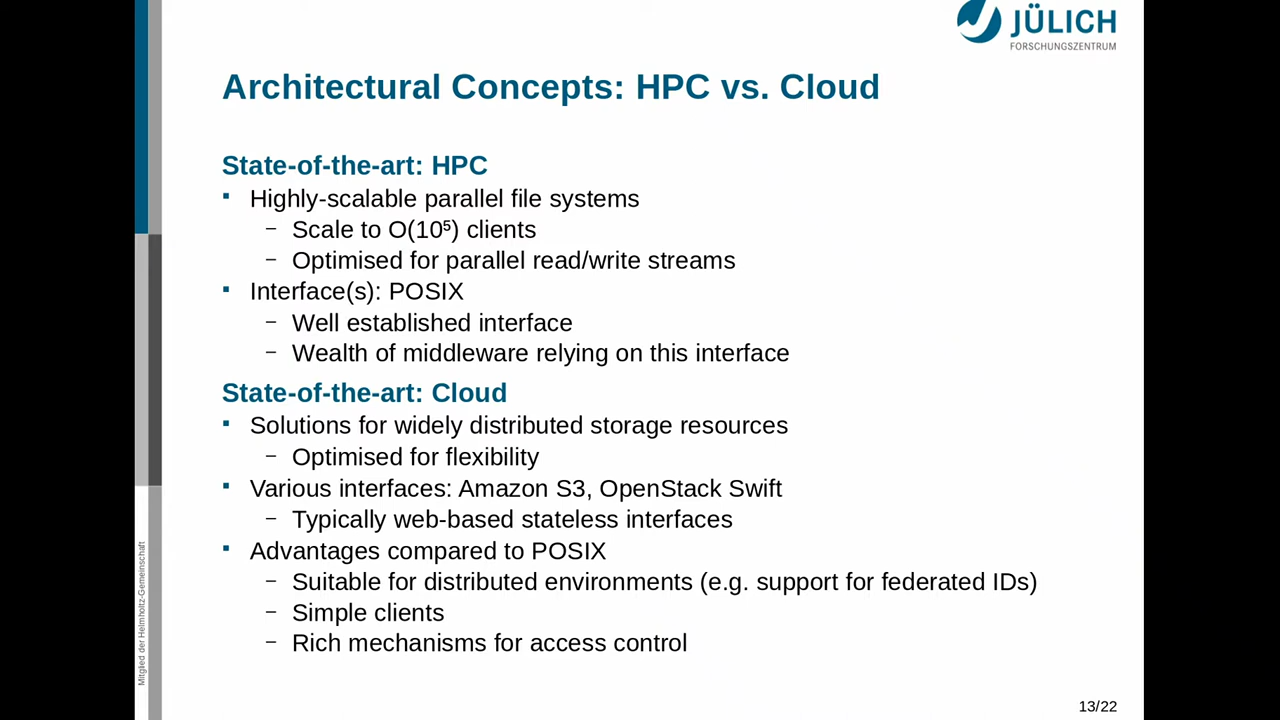 JÜLICH
FORSCHUNGSZENTRUM
Architectural Concepts: HPC vs. Cloud
State-of-the-art: HPC
▪ Highly-scalable parallel file systems
– Scale to O(10⁵) clients
– Optimised for parallel read/write streams
▪ Interface(s): POSIX
– Well established interface
– Wealth of middleware relying on this interface
State-of-the-art: Cloud
▪ Solutions for widely distributed storage resources
– Optimised for flexibility
▪ Various interfaces: Amazon S3, OpenStack Swift
– Typically web-based stateless interfaces
▪ Advantages compared to POSIX
– Suitable for distributed environments (e.g. support for federated IDs)
– Simple clients
– Rich mechanisms for access control
Mitglied der Helmholtz-Gemeinschaft
13/22